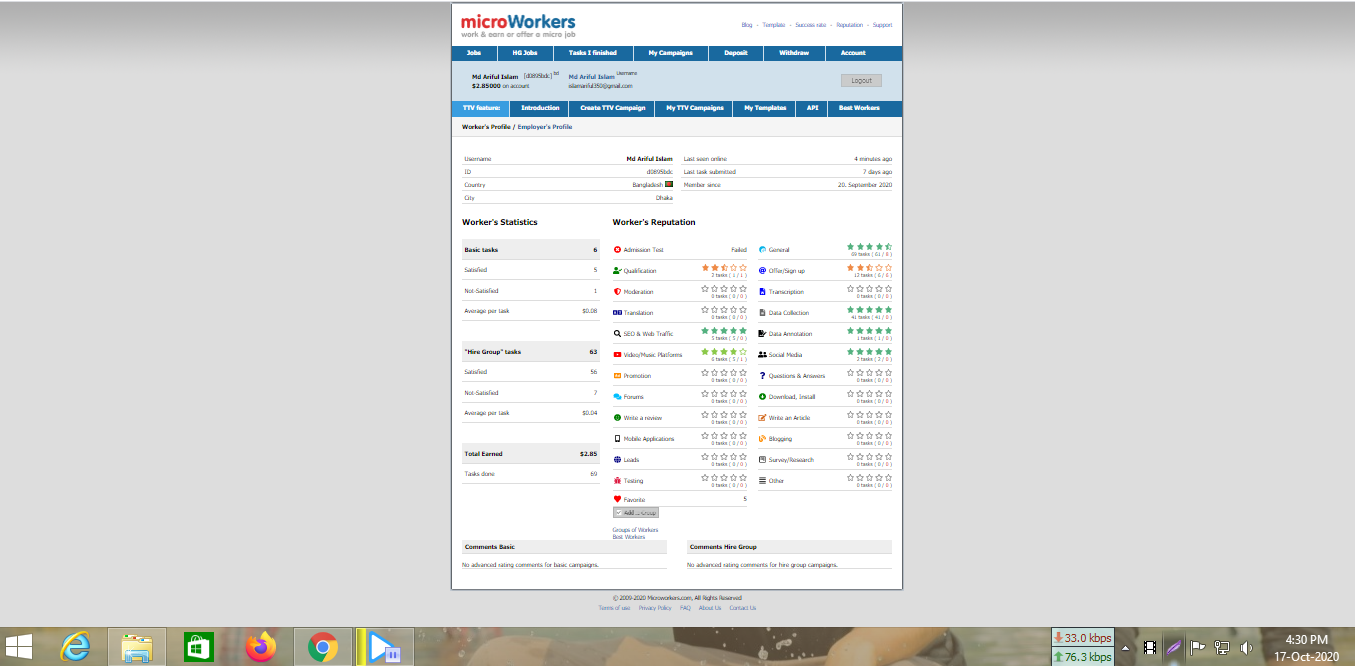 microWorkers
work & earn or offer a micro job
Blog - Template - Success rate - Reputation - Support
Jobs HG Jobs Tasks I finished My Campaigns Deposit Withdraw Account
Md Ariful Islam [d0895bdc] Md Ariful Islam Username
$2.85000 on account islamariful350@gmail.com
Logout
TTV feature: Introduction Create TTV Campaign My TTV Campaigns My Templates API Best Workers
Worker's Profile / Employer's Profile
Username Md Ariful Islam Last seen online 4 minutes ago
ID d0895bdc Last task submitted 7 days ago
Country Bangladesh Member since 20. September 2020
City Dhaka
Worker's Statistics
Basic tasks 6
Satisfied 5
Not-Satisfied 1
Average per task $0.08
"Hire Group" tasks 63
Satisfied 56
Not-Satisfied 7
Average per task $0.04
Total Earned $2.85
Tasks done 69
Worker's Reputation
Admission Test Failed
Qualification 2 tasks ( 1 / 1 )
Moderation 0 tasks ( 0 / 0 )
Translation 0 tasks ( 0 / 0 )
SEO & Web Traffic 5 tasks ( 5 / 0 )
Video/Music Platforms 6 tasks ( 5 / 1 )
Promotion 0 tasks ( 0 / 0 )
Forums 0 tasks ( 0 / 0 )
Write a review 0 tasks ( 0 / 0 )
Mobile Applications 0 tasks ( 0 / 0 )
Leads 0 tasks ( 0 / 0 )
Testing 0 tasks ( 0 / 0 )
Favorite 5
Add Group
Groups of Workers
Best Workers
General 69 tasks ( 61 / 8 )
Offer/Sign up 12 tasks ( 6 / 6 )
Transcription 0 tasks ( 0 / 0 )
Data Collection 41 tasks ( 41 / 0 )
Data Annotation 1 tasks ( 1 / 0 )
Social Media 2 tasks ( 2 / 0 )
Questions & Answers 0 tasks ( 0 / 0 )
Download, Install 0 tasks ( 0 / 0 )
Write an Article 0 tasks ( 0 / 0 )
Blogging 0 tasks ( 0 / 0 )
Survey/Research 0 tasks ( 0 / 0 )
Other 0 tasks ( 0 / 0 )
Comments Basic
No advanced rating comments for basic campaigns.
Comments Hire Group
No advanced rating comments for hire group campaigns.
© 2009-2020 Microworkers.com, All Rights Reserved
Terms of use Privacy Policy FAQ About Us Contact Us
33.0 kbps
76.3 kbps
4:30 PM
17-Oct-2020